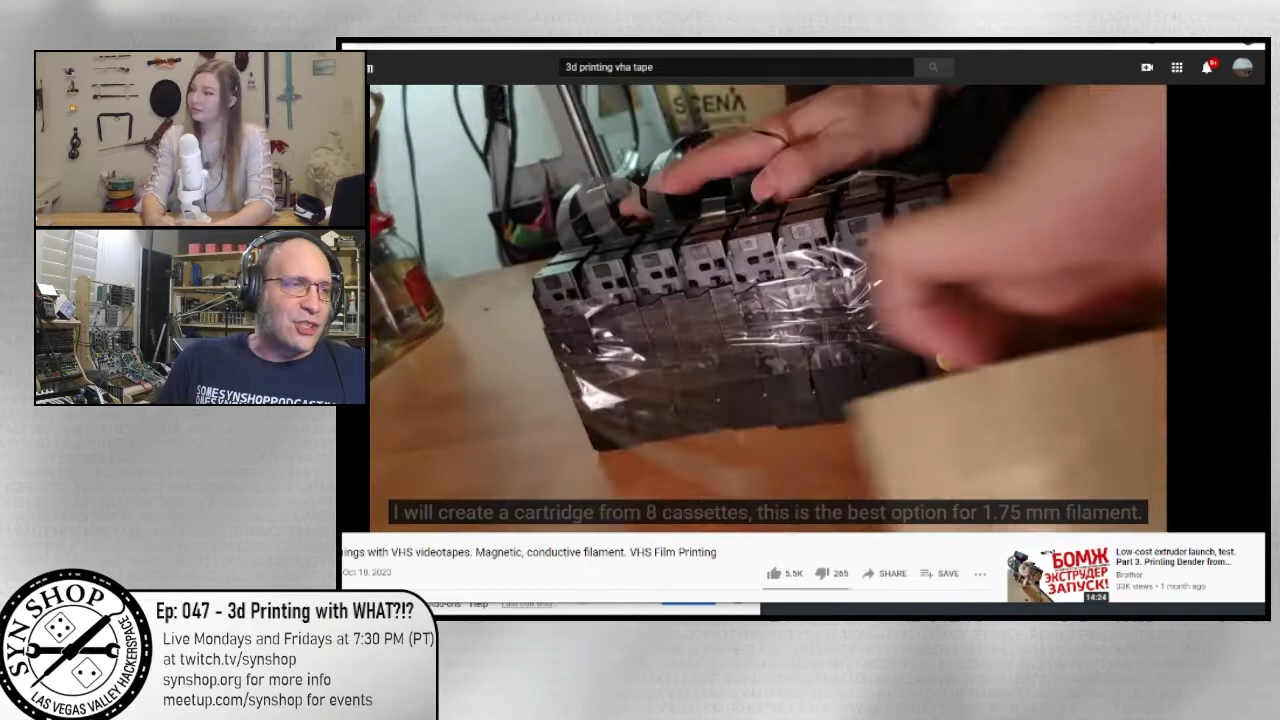 3d printing vha tape
SCENA
I will create a cartridge from 8 cassettes, this is the best option for 1.75 mm filament.
ings with VHS videotapes. Magnetic, conductive filament. VHS Film Printing
Oct 18, 2020
5.5K
265
SHARE
SAVE
БОМЖ
ЭКСТРУДЕР
ЗАПУСК!
14:24
Low-cost extruder launch, test.
Part 3. Printing Bender from...
Brother
33K views • 1 month ago
Help
SOMESYNSHOPPODCAST
SYN SHOP
LAS VEGAS VALLEY HACKERSPACE
Ep: 047 - 3d Printing with WHAT?!?
Live Mondays and Fridays at 7:30 PM (PT)
at twitch.tv/synshop
synshop.org for more info
meetup.com/synshop for events